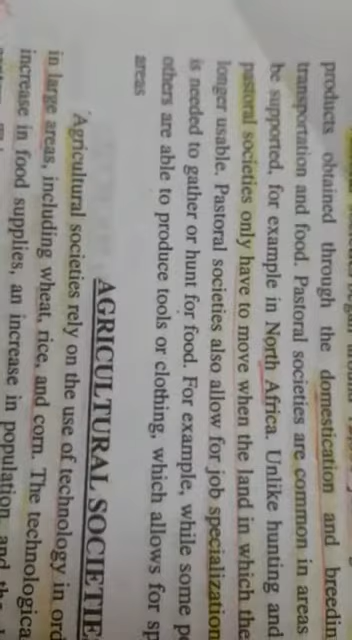 products obtained through the domestication and breedin
transportation and food. Pastoral societies are common in areas
be supported, for example in North Africa. Unlike hunting and
pastoral societies only have to move when the land in which the
longer usable. Pastoral societies also allow for job specialization
is needed to gather or hunt for food. For example, while some p
others are able to produce tools or clothing, which allows for sp
areas
AGRICULTURAL SOCIETIE
Agricultural societies rely on the use of technology in ord
in large areas, including wheat, rice, and corn. The technologica
increase in food supplies, an increase in population and the